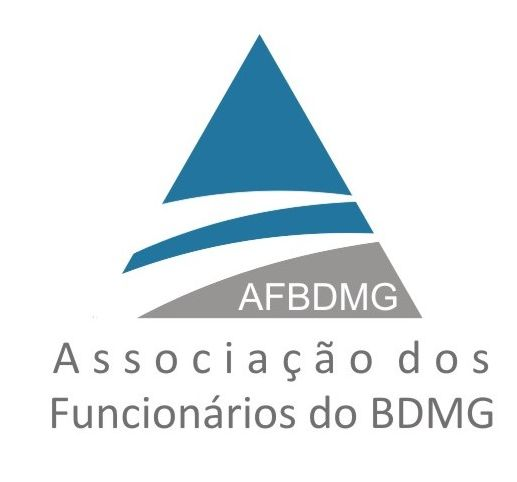 AFBDMG
Associação dos
Funcionários do BDMG